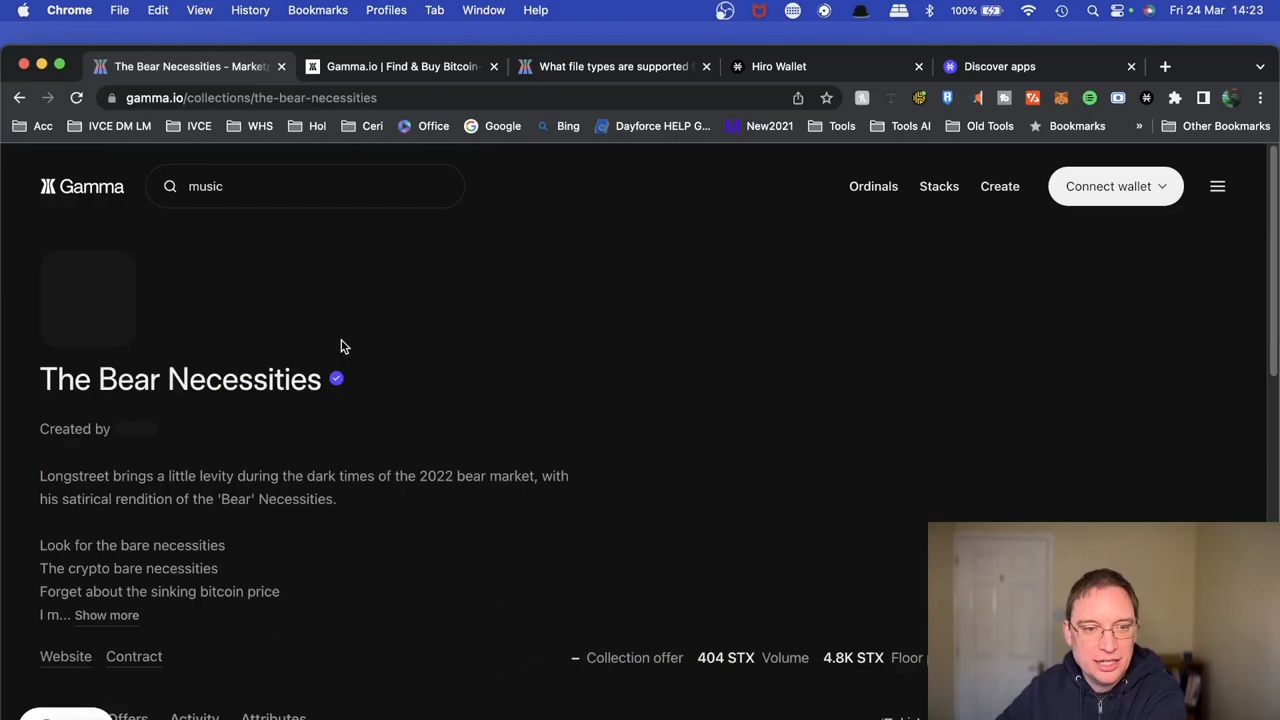 Chrome File Edit View History Bookmarks Profiles Tab Window Help 100% Fri 24 Mar 14:23
The Bear Necessities - Marketp Gamma.io | Find & Buy Bitcoin- What file types are supported Hiro Wallet Discover apps
gamma.io/collections/the-bear-necessities
Acc IVCE DM LM IVCE WHS Hol Ceri Office Google Bing Dayforce HELP G... New2021 Tools Tools AI Old Tools Bookmarks » Other Bookmarks
Gamma music Ordinals Stacks Create Connect wallet
The Bear Necessities
Created by
Longstreet brings a little levity during the dark times of the 2022 bear market, with
his satirical rendition of the 'Bear' Necessities.
Look for the bare necessities
The crypto bare necessities
Forget about the sinking bitcoin price
I m... Show more
Website Contract – Collection offer 404 STX Volume 4.8K STX Floor
Offers Activity Attributes